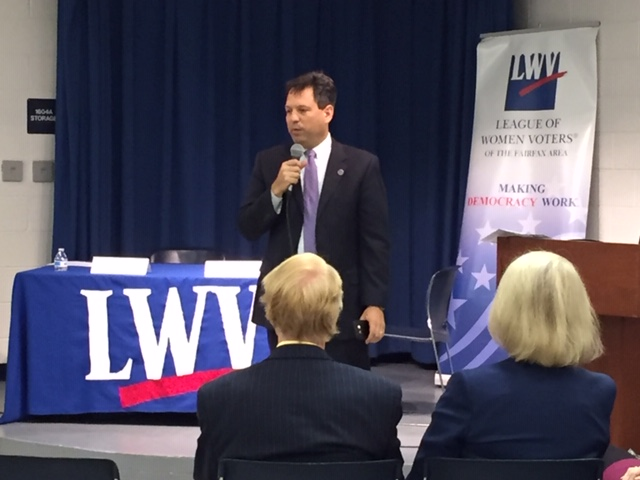 1604A
STORAGE
LWV
LEAGUE OF
WOMEN VOTERS®
OF THE FAIRFAX AREA
MAKING
DEMOCRACY WORK
LWV